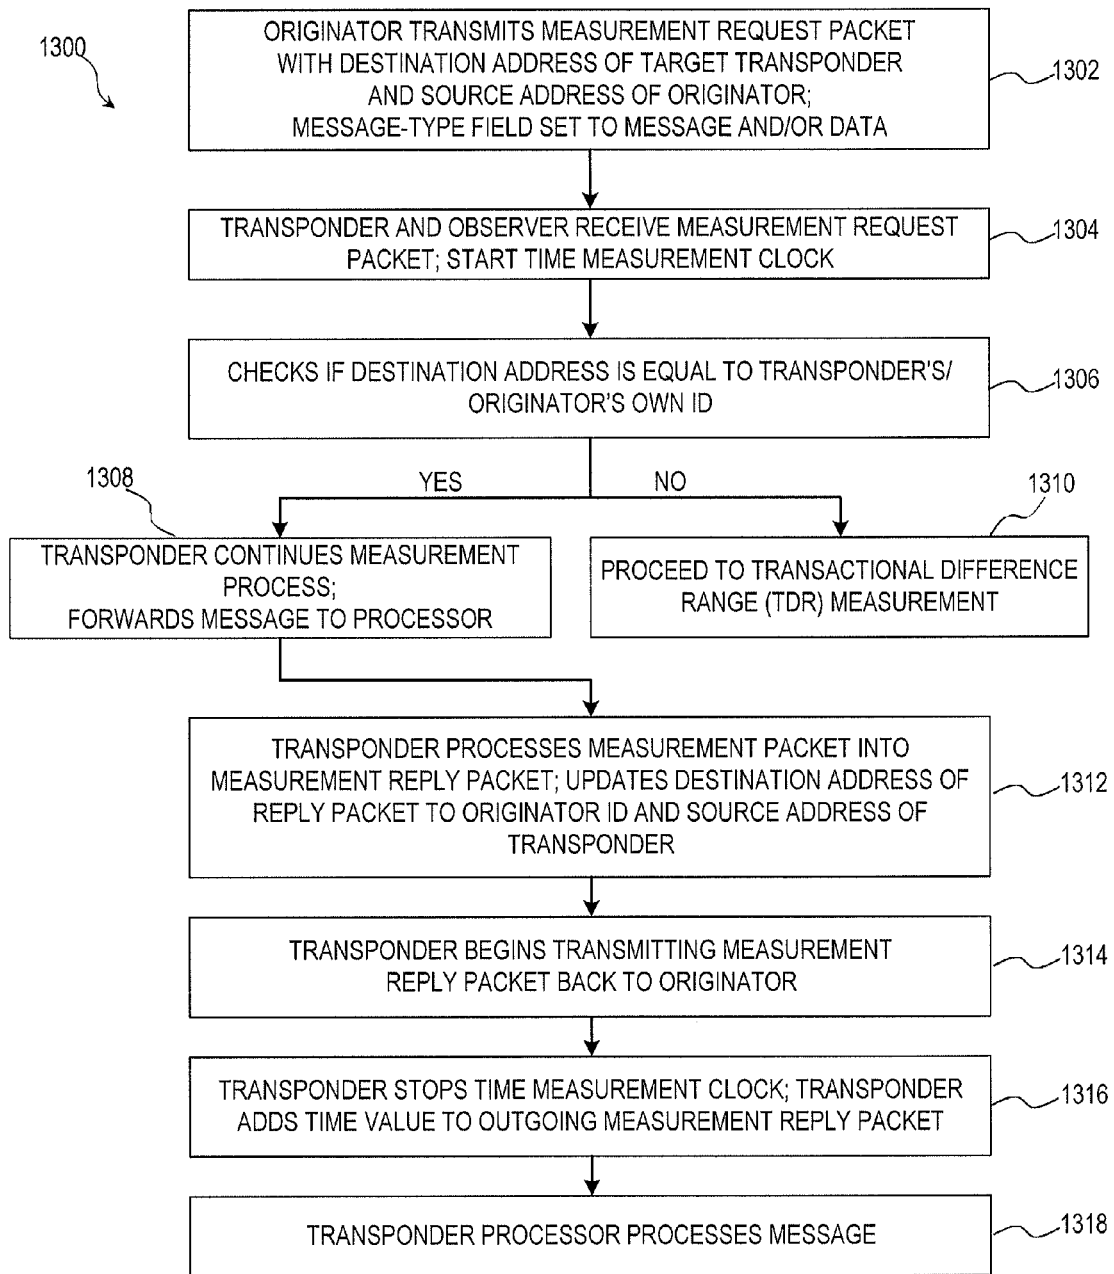 1300
ORIGINATOR TRANSMITS MEASUREMENT REQUEST PACKET
WITH DESTINATION ADDRESS OF TARGET TRANSPONDER
AND SOURCE ADDRESS OF ORIGINATOR;
MESSAGE-TYPE FIELD SET TO MESSAGE AND/OR DATA
1302
TRANSPONDER AND OBSERVER RECEIVE MEASUREMENT REQUEST
PACKET; START TIME MEASUREMENT CLOCK
1304
CHECKS IF DESTINATION ADDRESS IS EQUAL TO TRANSPONDER'S/
ORIGINATOR'S OWN ID
1306
YES
NO
1308
TRANSPONDER CONTINUES MEASUREMENT
PROCESS;
FORWARDS MESSAGE TO PROCESSOR
1310
PROCEED TO TRANSACTIONAL DIFFERENCE
RANGE (TDR) MEASUREMENT
TRANSPONDER PROCESSES MEASUREMENT PACKET INTO
MEASUREMENT REPLY PACKET; UPDATES DESTINATION ADDRESS OF
REPLY PACKET TO ORIGINATOR ID AND SOURCE ADDRESS OF
TRANSPONDER
1312
TRANSPONDER BEGINS TRANSMITTING MEASUREMENT
REPLY PACKET BACK TO ORIGINATOR
1314
TRANSPONDER STOPS TIME MEASUREMENT CLOCK; TRANSPONDER
ADDS TIME VALUE TO OUTGOING MEASUREMENT REPLY PACKET
1316
TRANSPONDER PROCESSOR PROCESSES MESSAGE
1318